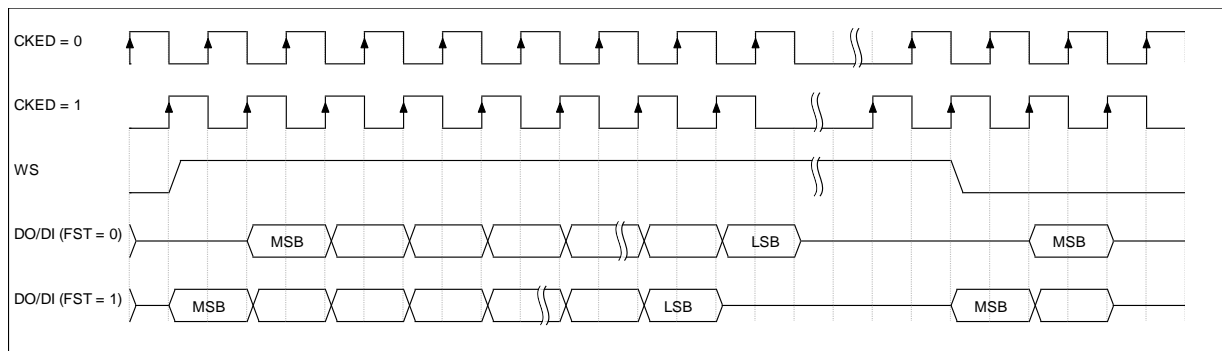 CKED = 0
CKED = 1
WS
DO/DI (FST = 0)
MSB
LSB
MSB
DO/DI (FST = 1)
MSB
LSB
MSB